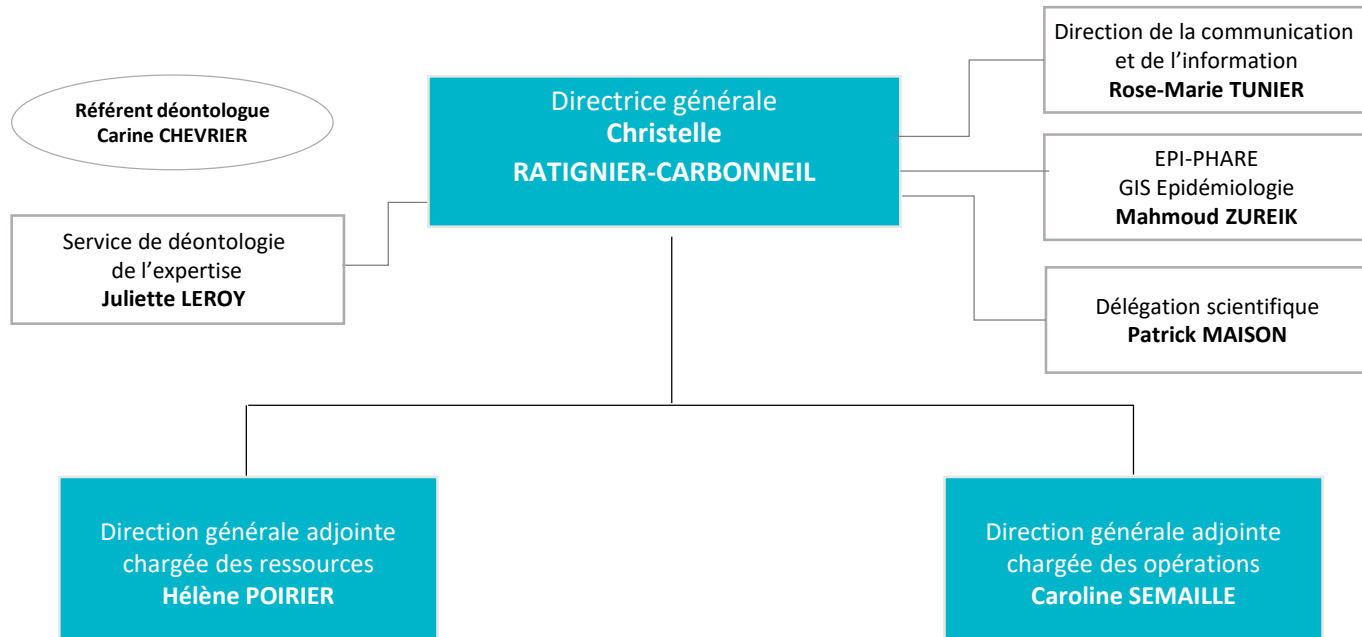 Direction de la communication
et de l’information
Rose-Marie TUNIER
Référent déontologue
Carine CHEVRIER
Directrice générale
Christelle
RATIGNIER-CARBONNEIL
EPI-PHARE
GIS Epidémiologie
Mahmoud ZUREIK
Service de déontologie
de l’expertise
Juliette LEROY
Délégation scientifique
Patrick MAISON
Direction générale adjointe
chargée des ressources
Hélène POIRIER
Direction générale adjointe
chargée des opérations
Caroline SEMAILLE